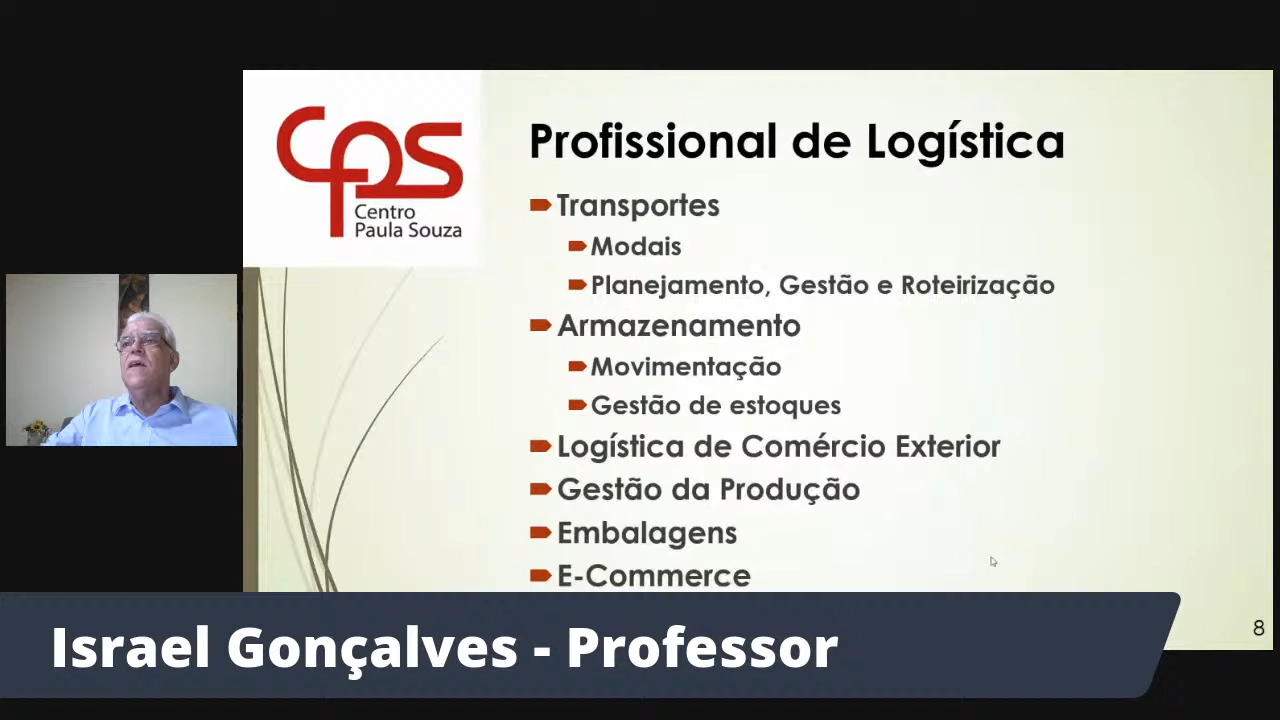 cps
Centro
Paula Souza
Profissional de Logística
Transportes
Modais
Planejamento, Gestão e Roteirização
Armazenamento
Movimentação
Gestão de estoques
Logística de Comércio Exterior
Gestão da Produção
Embalagens
E-Commerce
8
Israel Gonçalves - Professor